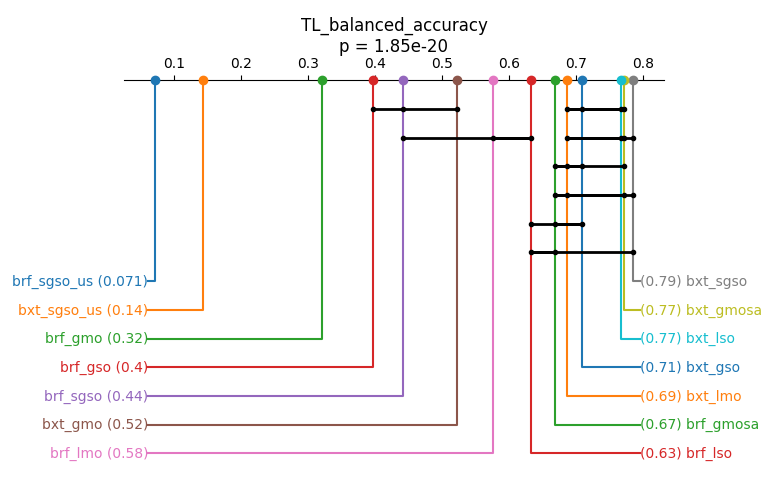 TL_balanced_accuracy
p = 1.85e-20
0.1 0.2 0.3 0.4 0.5 0.6 0.7 0.8
brf_sgso_us (0.071) (0.79) bxt_sgso
bxt_sgso_us (0.14) (0.77) bxt_gmosa
brf_gmo (0.32) (0.77) bxt_lso
brf_gso (0.4) (0.71) bxt_gso
brf_sgso (0.44) (0.69) bxt_lmo
bxt_gmo (0.52) (0.67) brf_gmosa
brf_lmo (0.58) (0.63) brf_lso